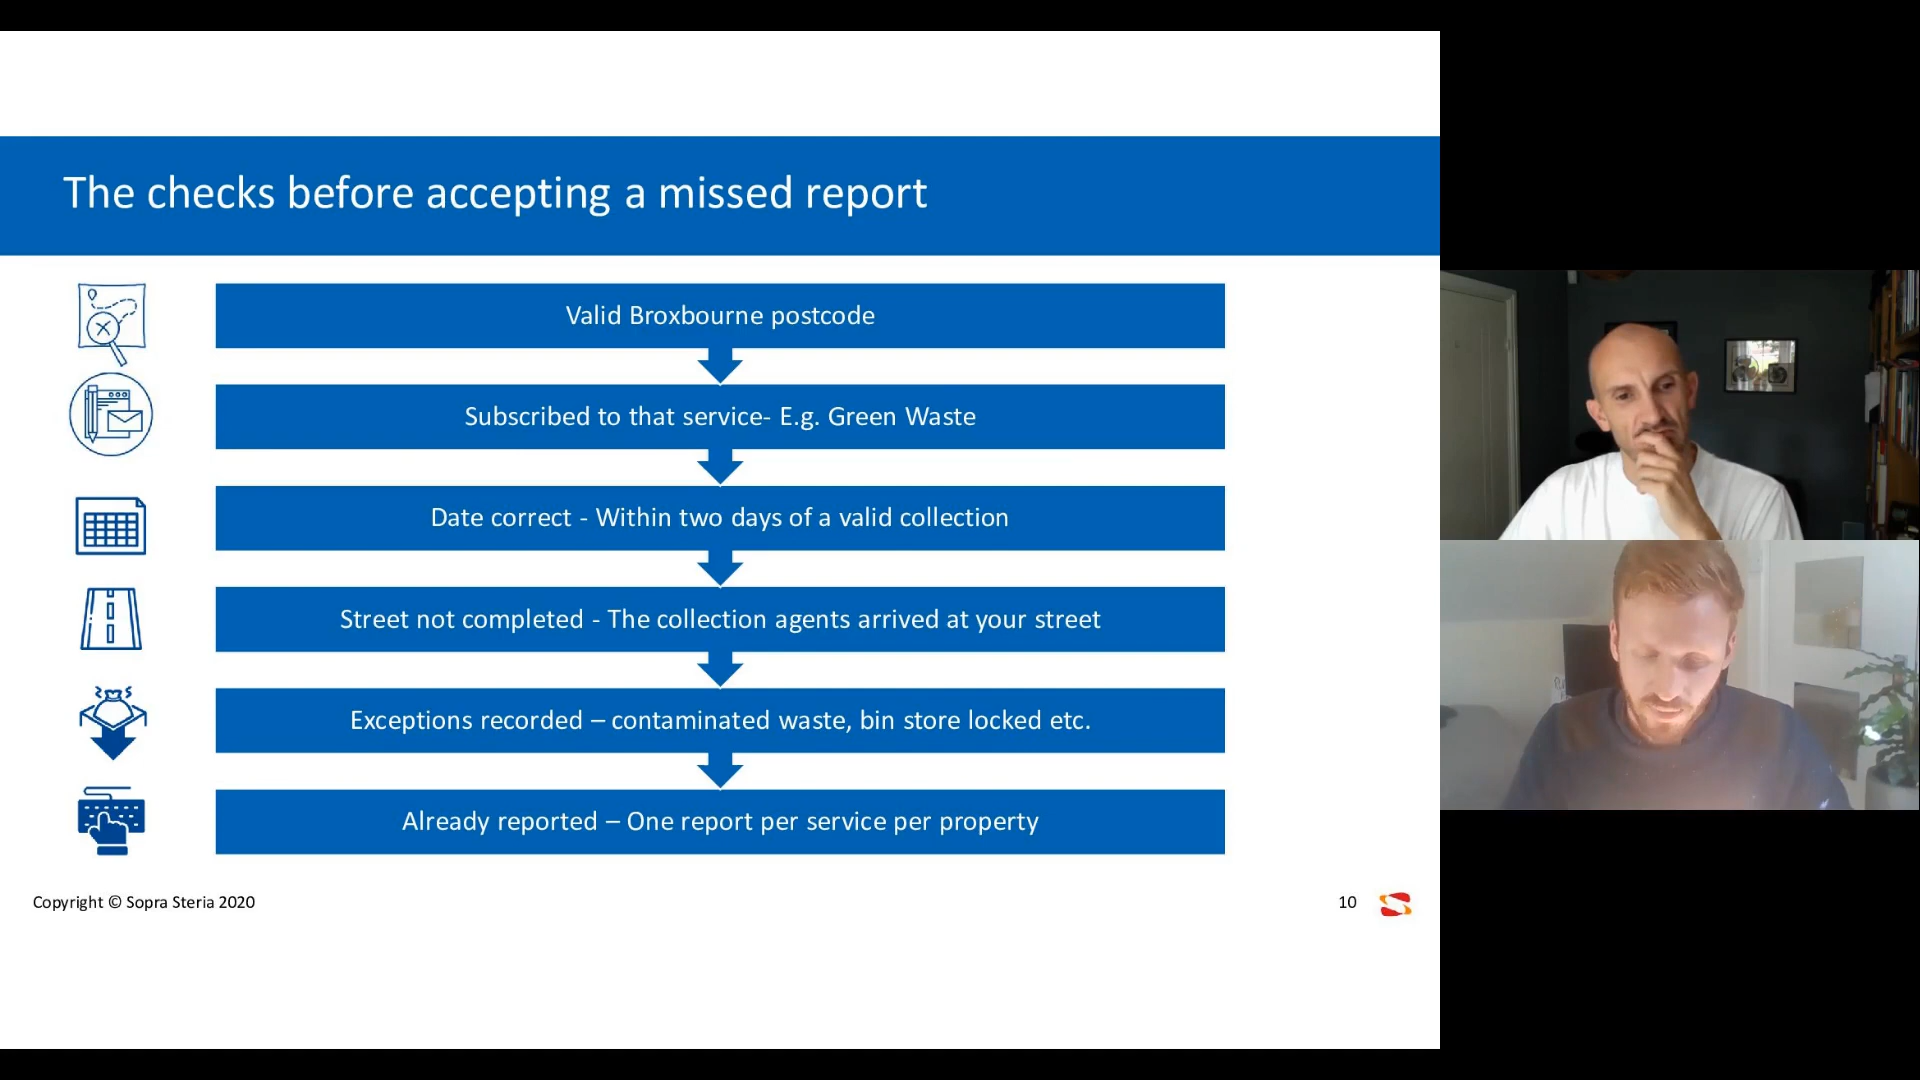 The checks before accepting a missed report
Valid Broxbourne postcode
Subscribed to that service- E.g. Green Waste
Date correct - Within two days of a valid collection
Street not completed - The collection agents arrived at your street
Exceptions recorded – contaminated waste, bin store locked etc.
Already reported – One report per service per property
Copyright © Sopra Steria 2020
10